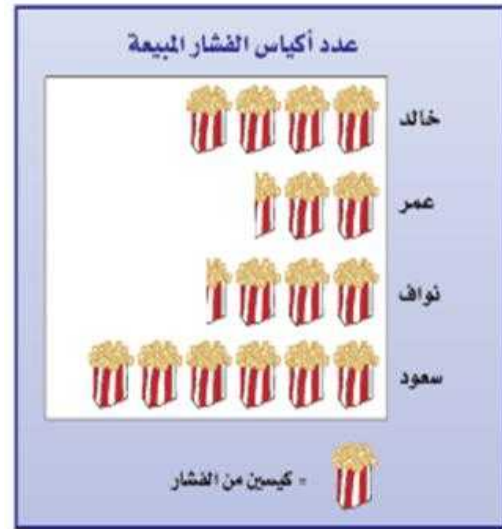 عدد أكياس الفشار المبيعة
خالد
عمر
نواف
سعود
= كيسين من الفشار